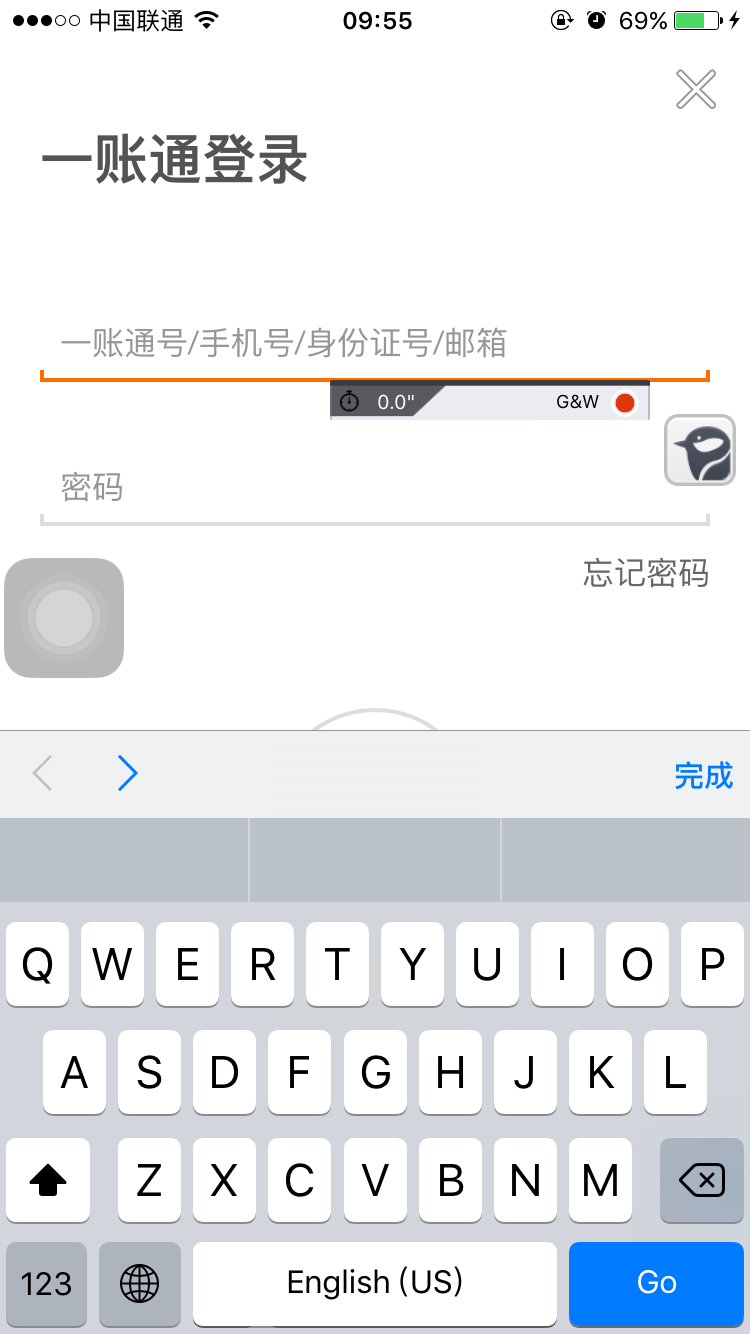 中国联通 09:55 69%
一账通登录
一账通号/手机号/身份证号/邮箱
0.0" G&W
密码
忘记密码
完成
Q W E R T Y U I O P
A S D F G H J K L
Z X C V B N M
123 English (US) Go